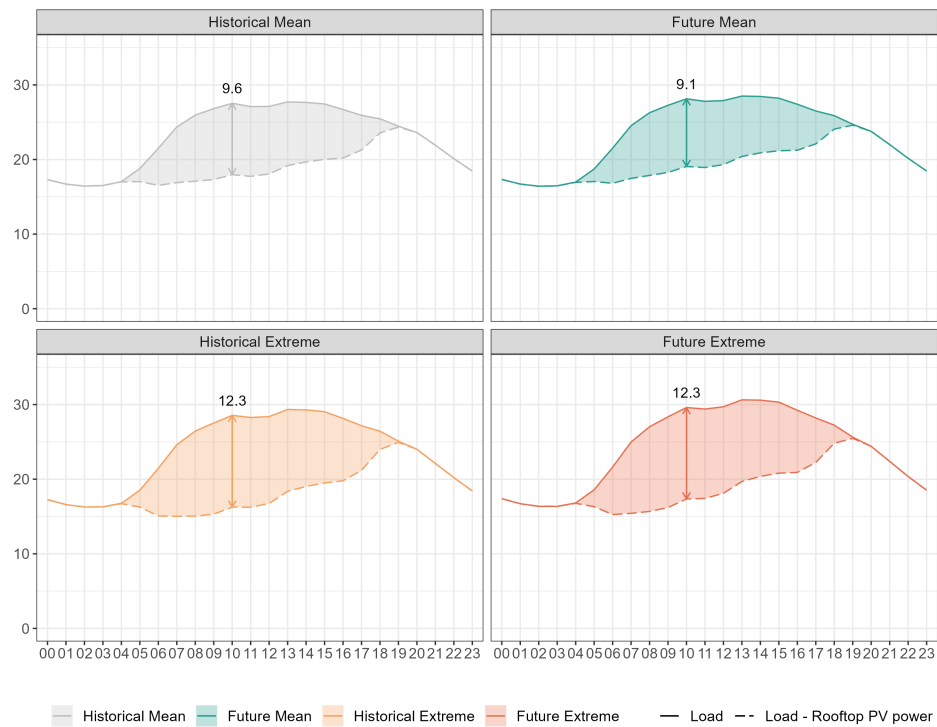 Historical Mean Future Mean
30
20
10
0
9.6 9.1
Historical Extreme Future Extreme
30
20
10
0
12.3 12.3
00 01 02 03 04 05 06 07 08 09 10 11 12 13 14 15 16 17 18 19 20 21 22 23 00 01 02 03 04 05 06 07 08 09 10 11 12 13 14 15 16 17 18 19 20 21 22 23
Historical Mean Future Mean Historical Extreme Future Extreme Load Load - Rooftop PV power